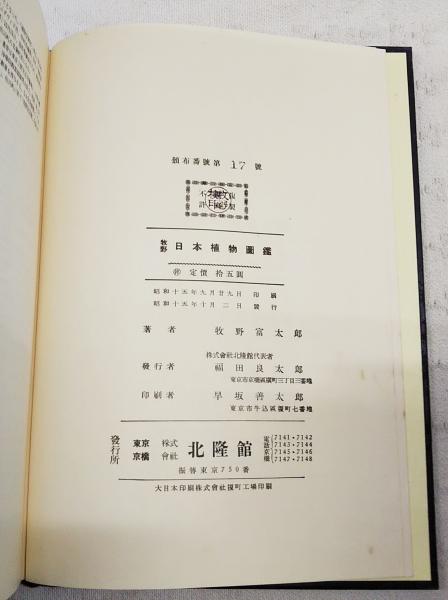 頒布番號第 17 號
不許
複製
牧野 日本植物圖鑑
㊞ 定價 拾五圓
昭和十五年九月廿九日 印刷
昭和十五年十月二日 發行
著者 牧野富太郎
株式會社北隆館代表者
發行者 福田良太郎
東京市京橋區槇町三丁目三番地
印刷者 早坂善太郎
東京市牛込區榎町七番地
發行所 東京京橋 株式會社 北隆館 電話京橋 7141・7142 7143・7144 7145・7146 7147・7148
振替東京750番
大日本印刷株式會社榎町工場印刷